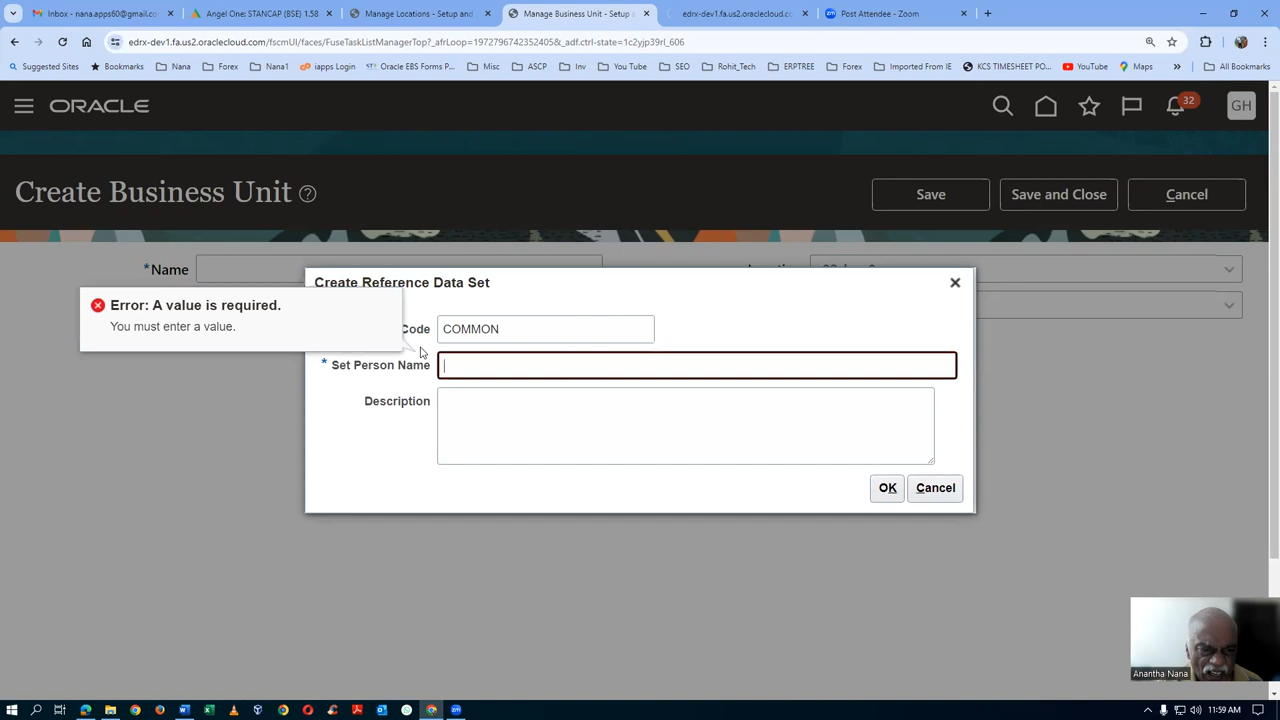 Inbox - nana.apps60@gmail.com
Angel One: STANCAP (BSE) 1.58
Manage Locations - Setup and
Manage Business Unit - Setup a
edrx-dev1.fa.us2.oraclecloud.co
Post Attendee - Zoom
edrx-dev1.fa.us2.oraclecloud.com/fscmUI/faces/FuseTaskListManagerTop?_afrLoop=1972796742352405&_adf.ctrl-state=1c2yjp39rl_606
Suggested Sites
Bookmarks
Nana
Forex
Nana1
iapps Login
Oracle EBS Forms P...
Misc
ASCP
Inv
You Tube
SEO
Rohit_Tech
ERPTREE
Forex
Imported From IE
KCS TIMESHEET PO...
YouTube
Maps
»
All Bookmarks
ORACLE
32
GH
Create Business Unit
Save
Save and Close
Cancel
*Name
Create Reference Data Set
Error: A value is required.
You must enter a value.
Code
COMMON
* Set Person Name
Description
OK
Cancel
Anantha Nana
11:59 AM